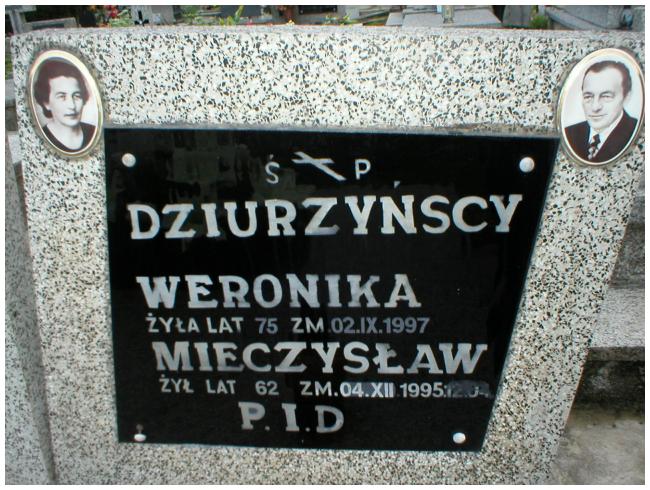 Ś P
DZIURZYŃSCY
WERONIKA
ŻYŁA LAT 75 ZM.02.IX.1997
MIECZYSŁAW
ŻYŁ LAT 62 ZM.04.XII.1995
P.I.D